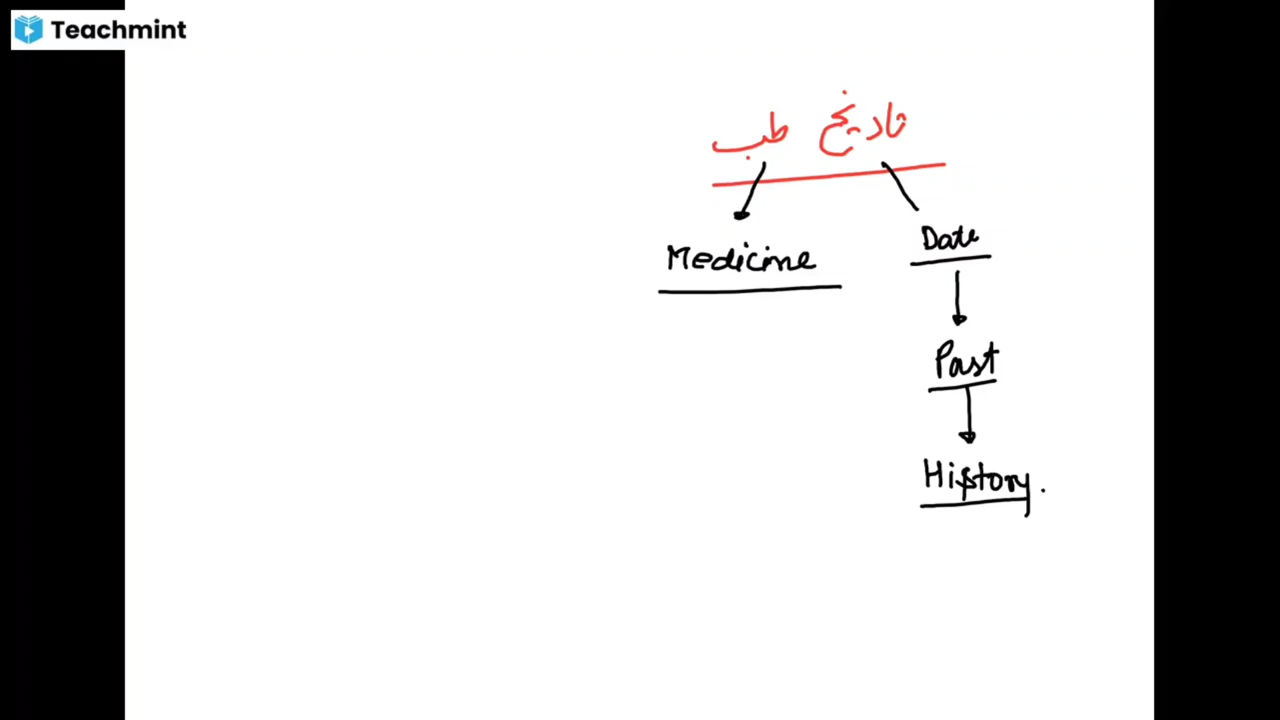 Teachmint
تاریخ طب
Medicine
Date
Past
History.